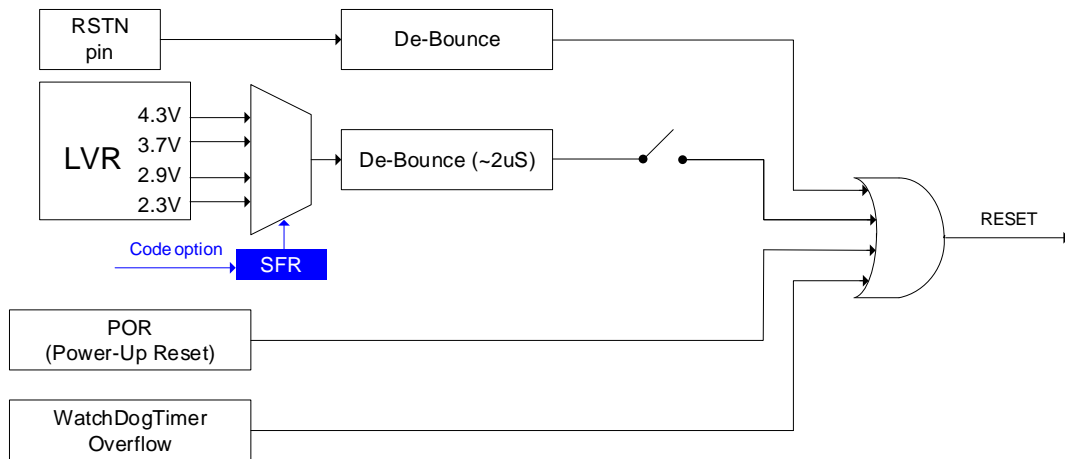 RSTN
pin
De-Bounce
LVR
4.3V
3.7V
2.9V
2.3V
De-Bounce (~2uS)
Code option
SFR
RESET
POR
(Power-Up Reset)
WatchDogTimer
Overflow